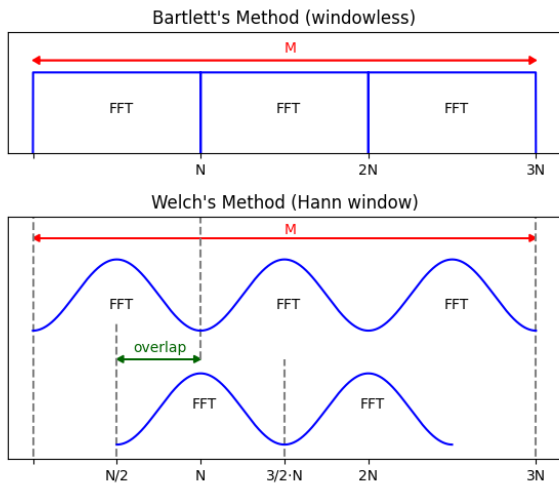 Bartlett's Method (windowless)
M
FFT FFT FFT
N 2N 3N
Welch's Method (Hann window)
M
FFT FFT FFT
overlap
FFT FFT
N/2 N 3/2·N 2N 3N